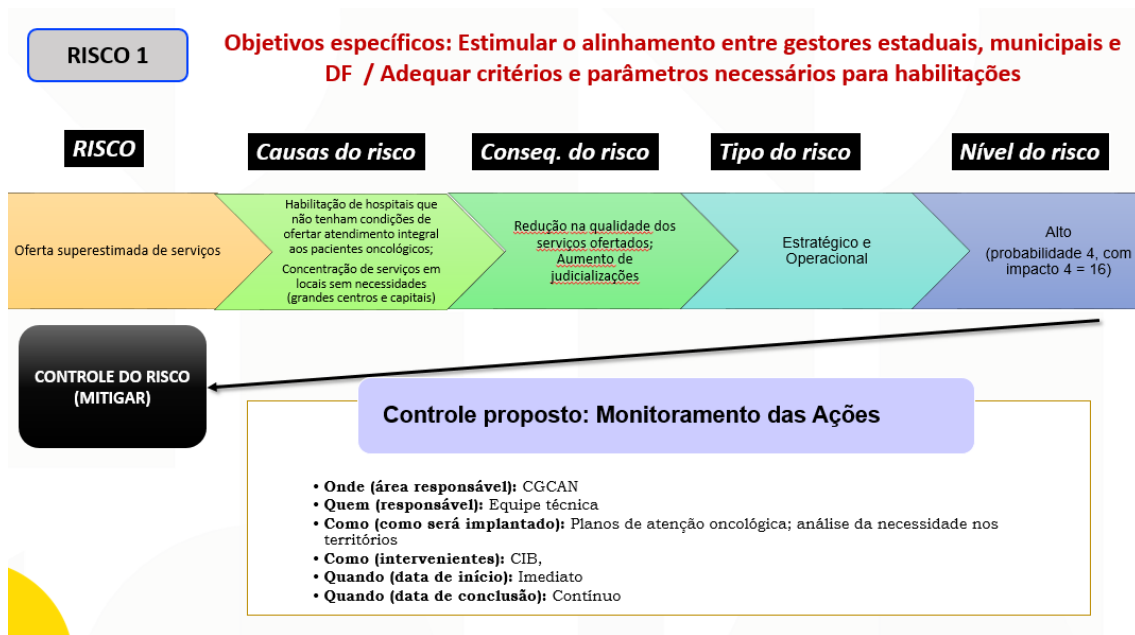 RISCO 1
Objetivos específicos: Estimular o alinhamento entre gestores estaduais, municipais e
DF / Adequar critérios e parâmetros necessários para habilitações
RISCO
Causas do risco
Conseq. do risco
Tipo do risco
Nível do risco
Oferta superestimada de serviços
Habilitação de hospitais que
não tenham condições de
ofertar atendimento integral
aos pacientes oncológicos;
Concentração de serviços em
locais sem necessidades
(grandes centros e capitais)
Redução na qualidade dos
serviços ofertados;
Aumento de
judicializações
Estratégico e
Operacional
Alto
(probabilidade 4, com
impacto 4 = 16)
CONTROLE DO RISCO
(MITIGAR)
Controle proposto: Monitoramento das Ações
• Onde (área responsável): CGCAN
• Quem (responsável): Equipe técnica
• Como (como será implantado): Planos de atenção oncológica; análise da necessidade nos
territórios
• Como (intervenientes): CIB,
• Quando (data de início): Imediato
• Quando (data de conclusão): Contínuo